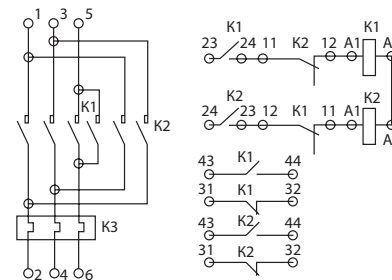 1 3 5
K1
K2
K3
2 4 6
K1 K2 K1
23 24 11 12 A1 A
K2 K1 K2
24 23 12 11 A1 A
K1
43 44
K1
31 32
K2
43 44
31 32
K2